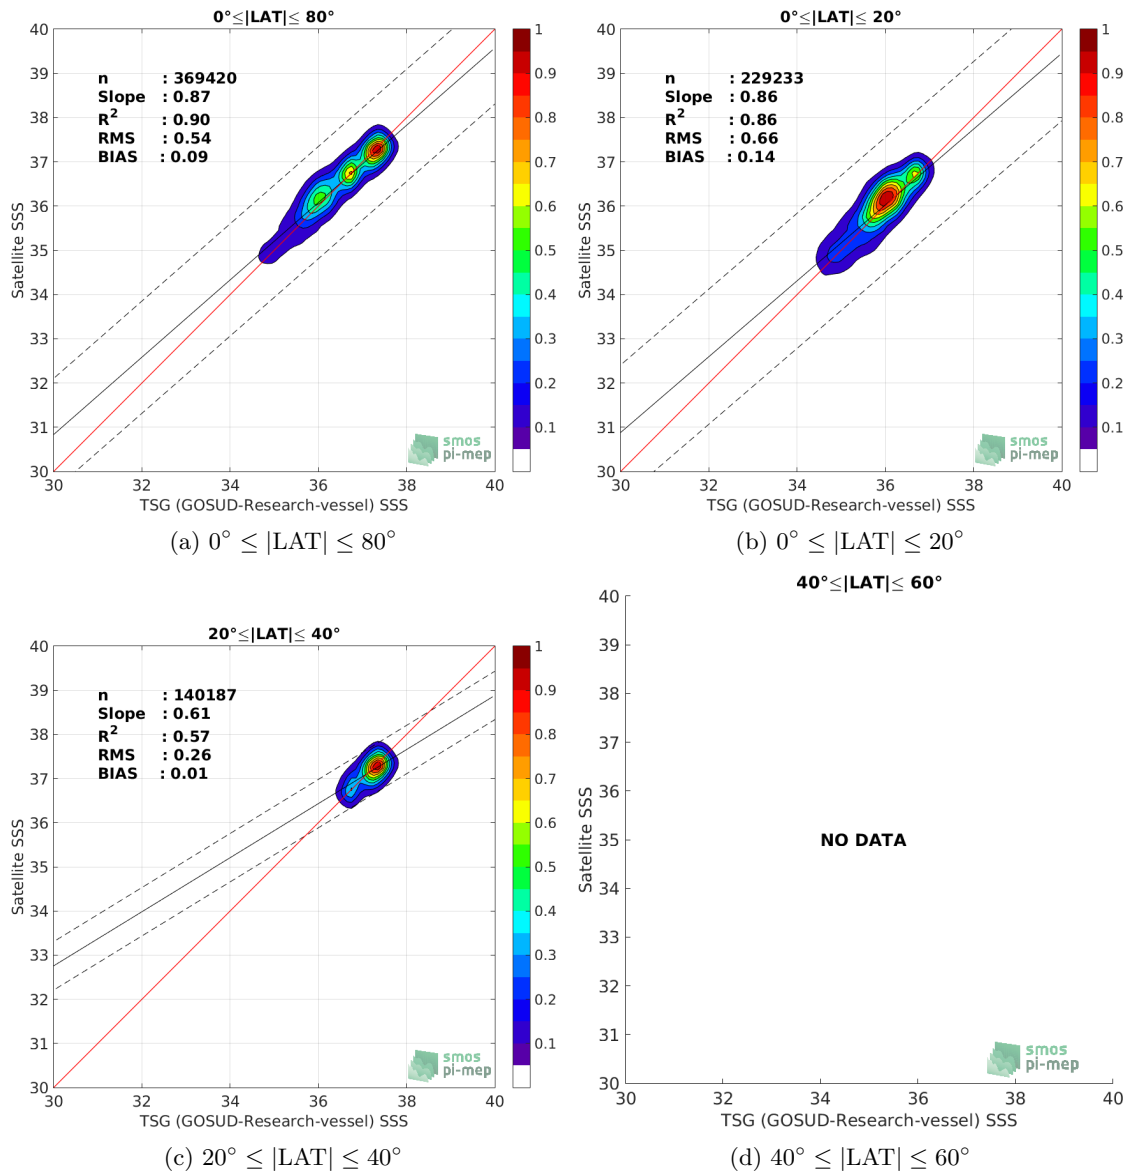 0°≤|LAT|≤ 80°
40
39
38
37
36
35
34
33
32
31
30
30 32 34 36 38 40
n : 369420
Slope : 0.87
R2 : 0.90
RMS : 0.54
BIAS : 0.09
Satellite SSS
TSG (GOSUD-Research-vessel) SSS
smos
pi-mep
1
0.9
0.8
0.7
0.6
0.5
0.4
0.3
0.2
0.1
(a) 0° ≤ |LAT| ≤ 80°
0°≤|LAT|≤ 20°
40
39
38
37
36
35
34
33
32
31
30
30 32 34 36 38 40
n : 229233
Slope : 0.86
R2 : 0.86
RMS : 0.66
BIAS : 0.14
Satellite SSS
TSG (GOSUD-Research-vessel) SSS
smos
pi-mep
1
0.9
0.8
0.7
0.6
0.5
0.4
0.3
0.2
0.1
(b) 0° ≤ |LAT| ≤ 20°
20°≤|LAT|≤ 40°
40
39
38
37
36
35
34
33
32
31
30
30 32 34 36 38 40
n : 140187
Slope : 0.61
R2 : 0.57
RMS : 0.26
BIAS : 0.01
Satellite SSS
TSG (GOSUD-Research-vessel) SSS
smos
pi-mep
1
0.9
0.8
0.7
0.6
0.5
0.4
0.3
0.2
0.1
(c) 20° ≤ |LAT| ≤ 40°
40°≤|LAT|≤ 60°
40
39
38
37
36
35
34
33
32
31
30
30 32 34 36 38 40
NO DATA
Satellite SSS
TSG (GOSUD-Research-vessel) SSS
smos
pi-mep
(d) 40° ≤ |LAT| ≤ 60°